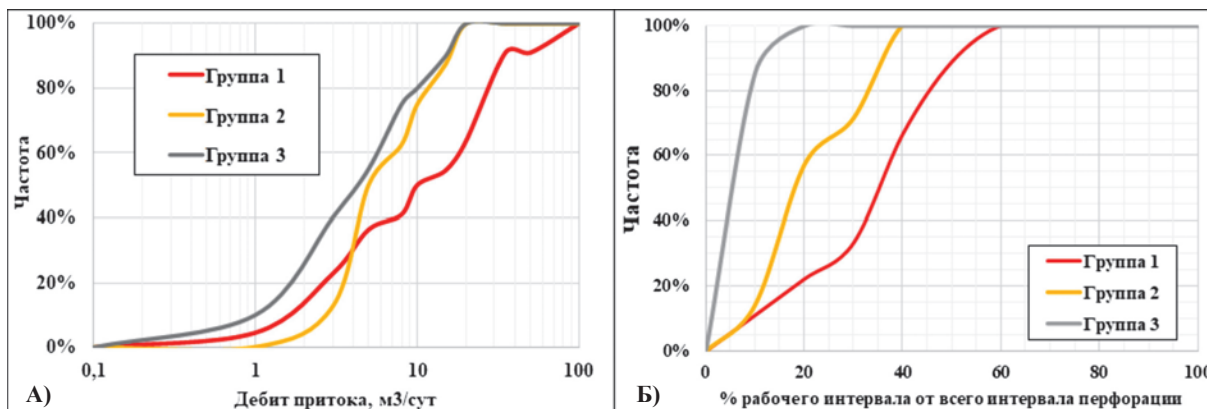 100%
80%
60%
40%
20%
0%
Частота
Группа 1
Группа 2
Группа 3
0,1
1
10
100
А)
Дебит притока, м3/сут
100%
80%
60%
40%
20%
0%
Частота
Группа 1
Группа 2
Группа 3
0
20
40
60
80
100
Б)
% рабочего интервала от всего интервала перфорации